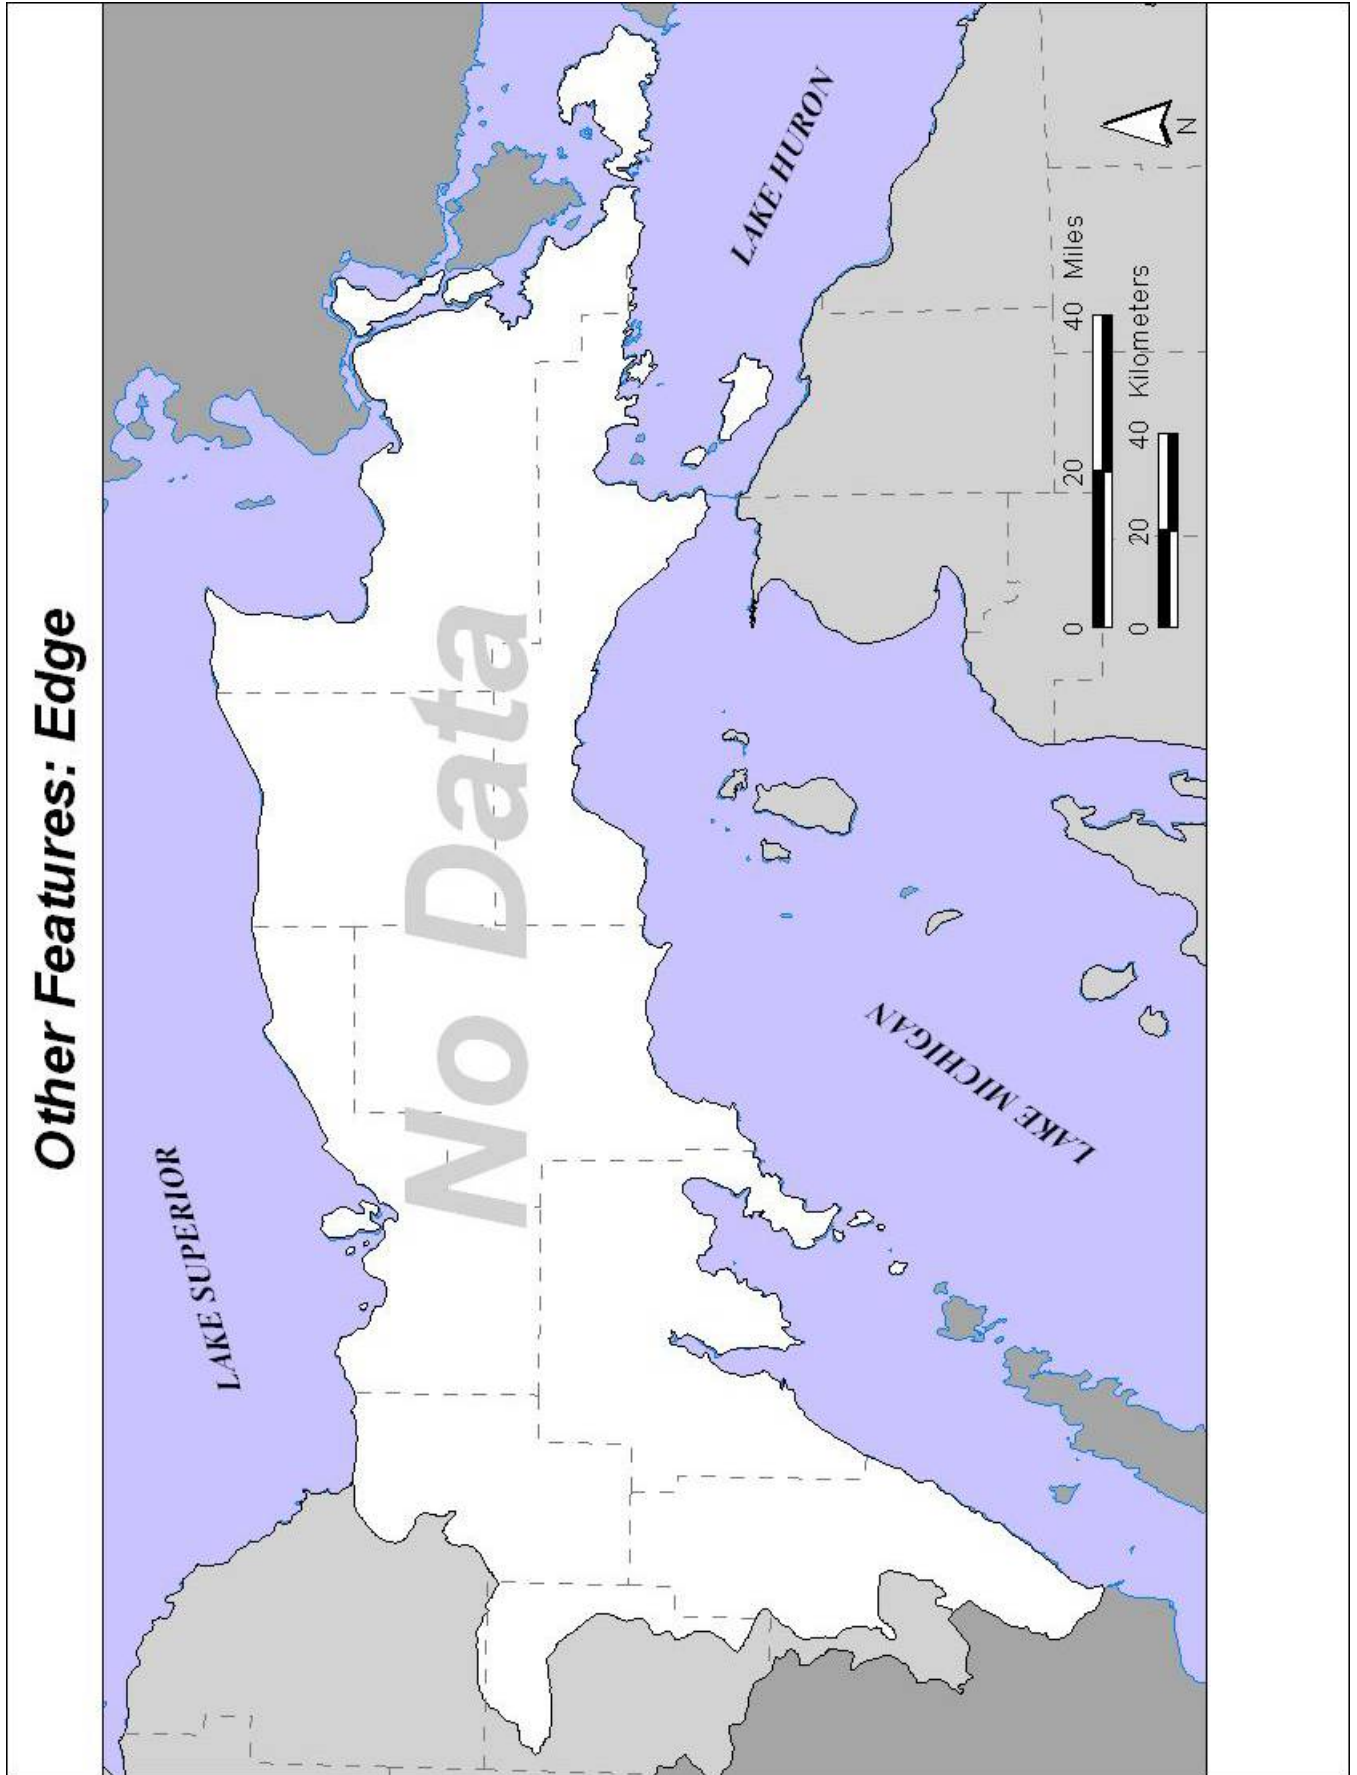 Other Features: Edge
LAKE SUPERIOR
No Data
LAKE HURON
LAKE MICHIGAN
0 20 40 Miles
0 20 40 Kilometers
N